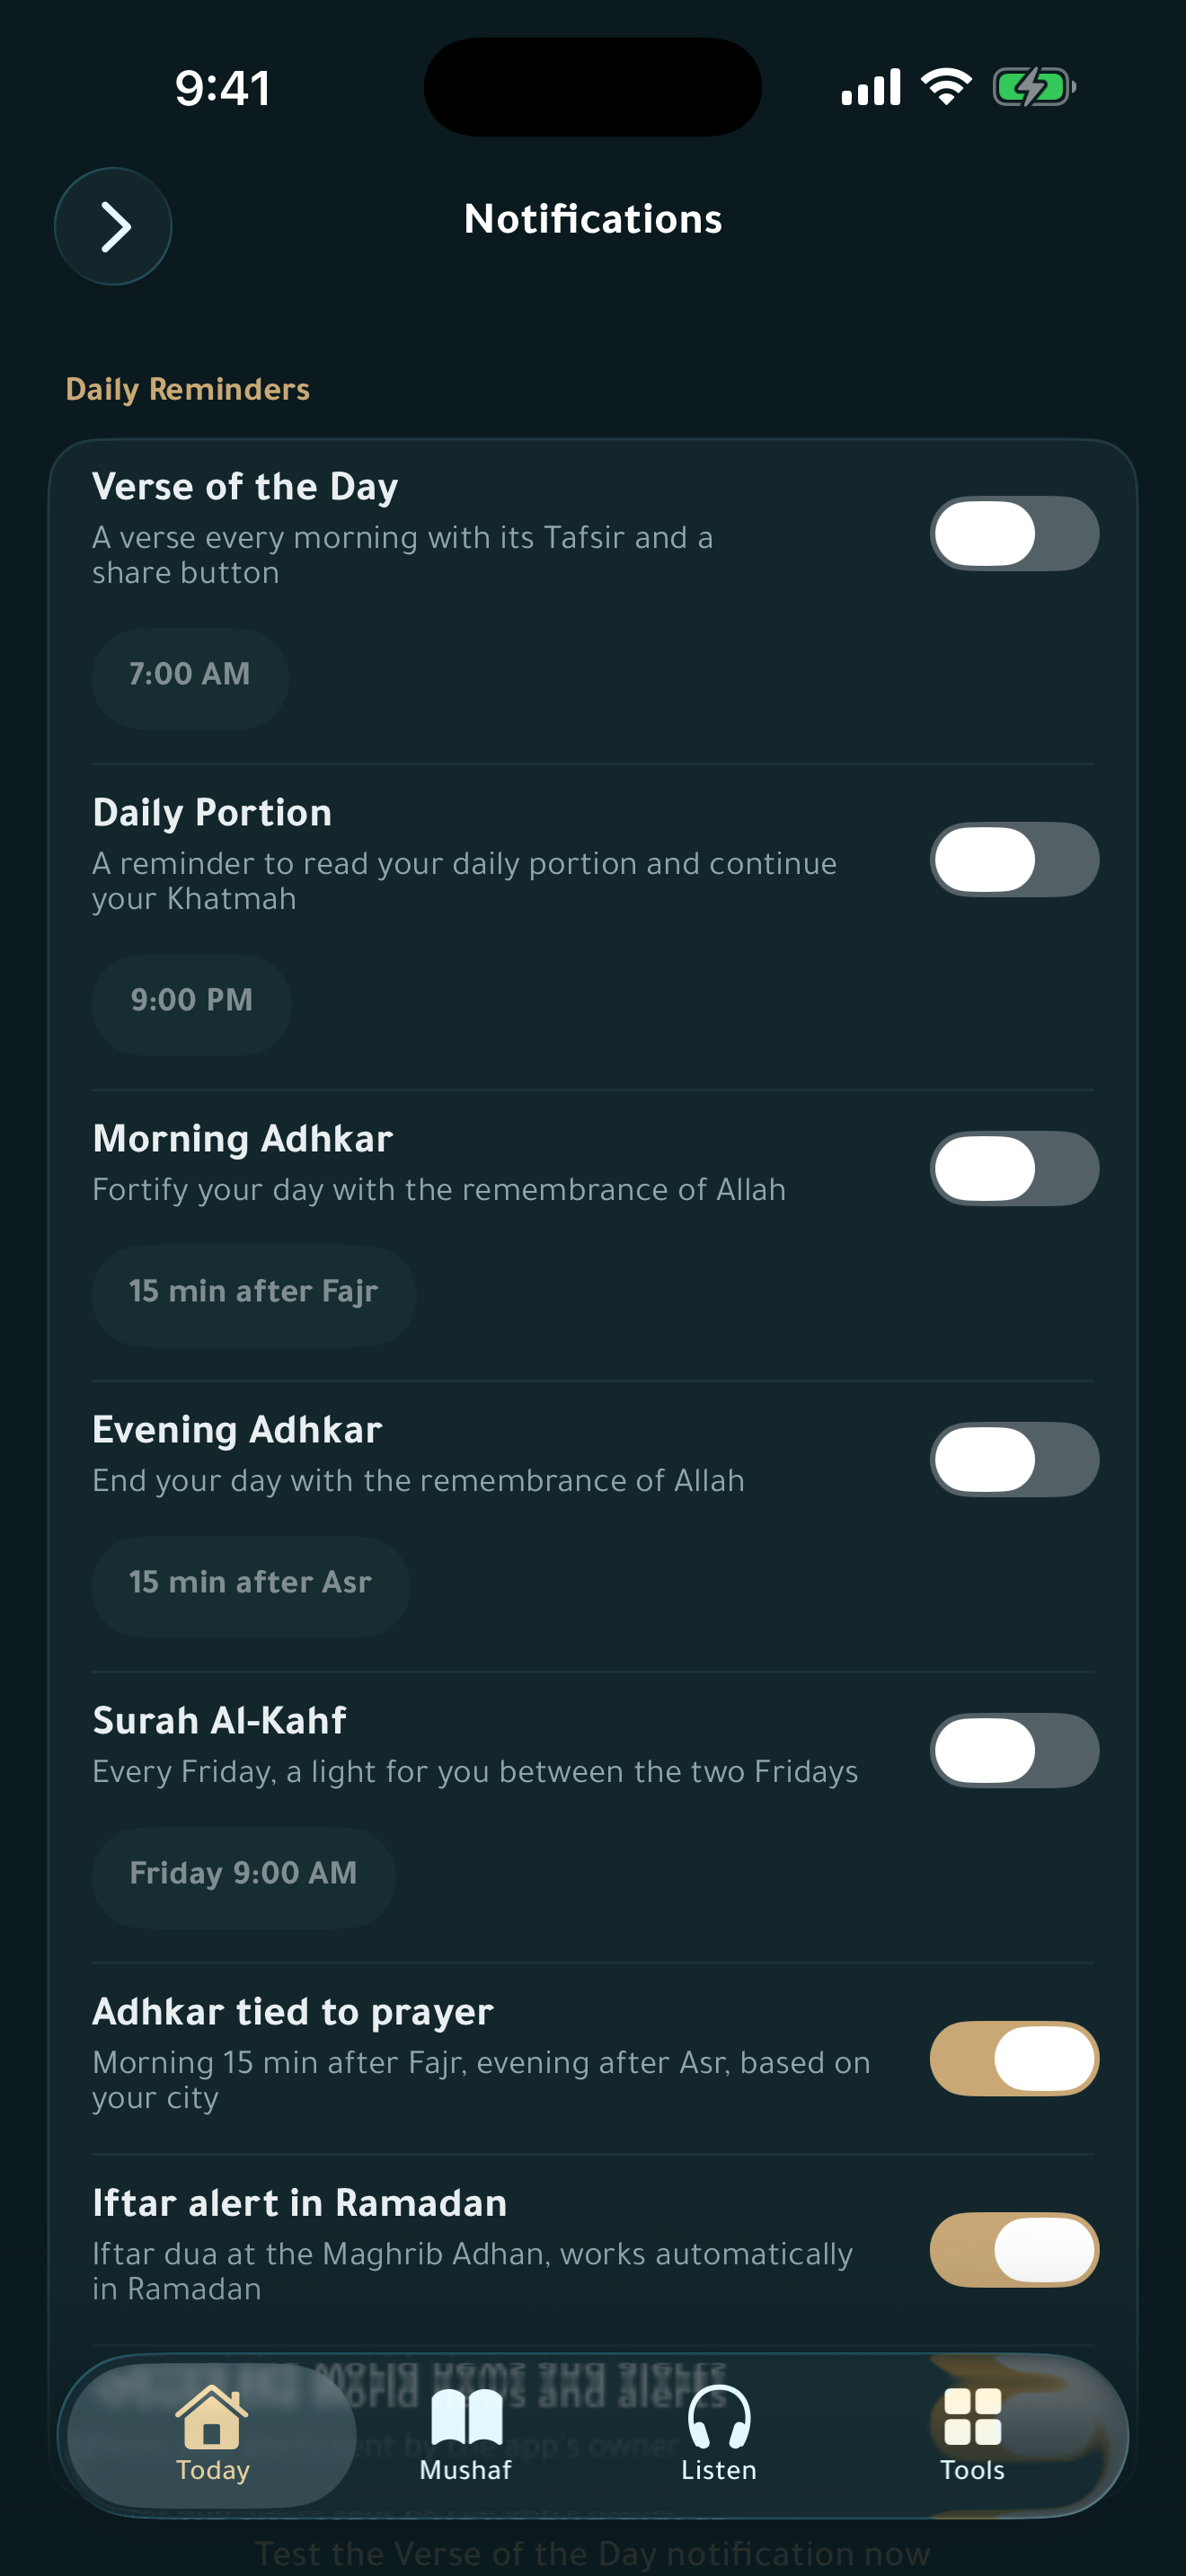 9:41
Notifications
Daily Reminders
Verse of the Day
A verse every morning with its Tafsir and a
share button
7:00 AM
Daily Portion
A reminder to read your daily portion and continue
your Khatmah
9:00 PM
Morning Adhkar
Fortify your day with the remembrance of Allah
15 min after Fajr
Evening Adhkar
End your day with the remembrance of Allah
15 min after Asr
Surah Al-Kahf
Every Friday, a light for you between the two Fridays
Friday 9:00 AM
Adhkar tied to prayer
Morning 15 min after Fajr, evening after Asr, based on
your city
Iftar alert in Ramadan
Iftar dua at the Maghrib Adhan, works automatically
in Ramadan
and alerts
by the app's owner
Today
Mushaf
Listen
Tools
Test the Verse of the Day notification now